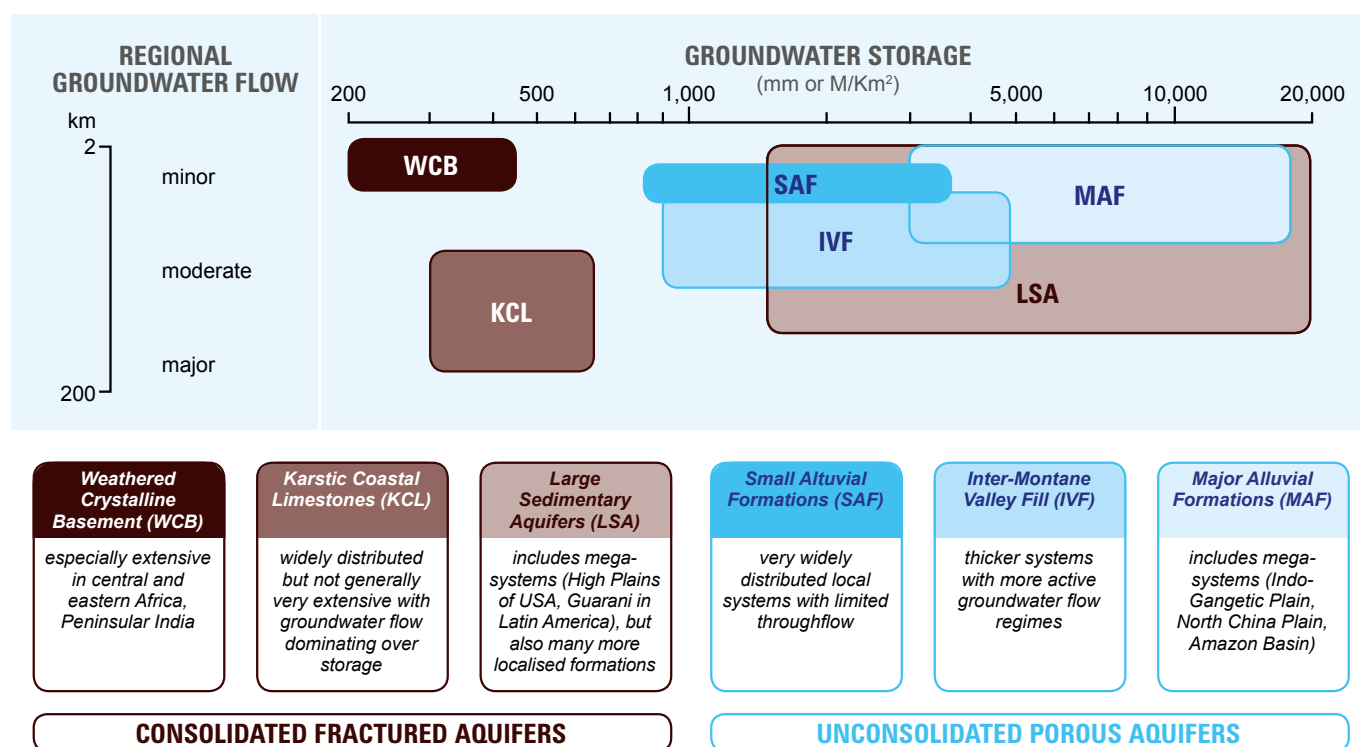 REGIONAL
GROUNDWATER FLOW
GROUNDWATER STORAGE
(mm or M/Km²)
200
500
1,000
5,000
10,000
20,000
km
2
minor
moderate
major
200
WCB
KCL
SAF
IVF
MAF
LSA
Weathered
Crystalline
Basement (WCB)
especially extensive
in central and
eastern Africa,
Peninsular India
Karstic Coastal
Limestones (KCL)
widely distributed
but not generally
very extensive with
groundwater flow
dominating over
storage
Large
Sedimentary
Aquifers (LSA)
includes mega-
systems (High Plains
of USA, Guarani in
Latin America), but
also many more
localised formations
Small Altuvial
Formations (SAF)
very widely
distributed local
systems with limited
throughflow
Inter-Montane
Valley Fill (IVF)
thicker systems
with more active
groundwater flow
regimes
Major Alluvial
Formations (MAF)
includes mega-
systems (Indo-
Gangetic Plain,
North China Plain,
Amazon Basin)
CONSOLIDATED FRACTURED AQUIFERS
UNCONSOLIDATED POROUS AQUIFERS